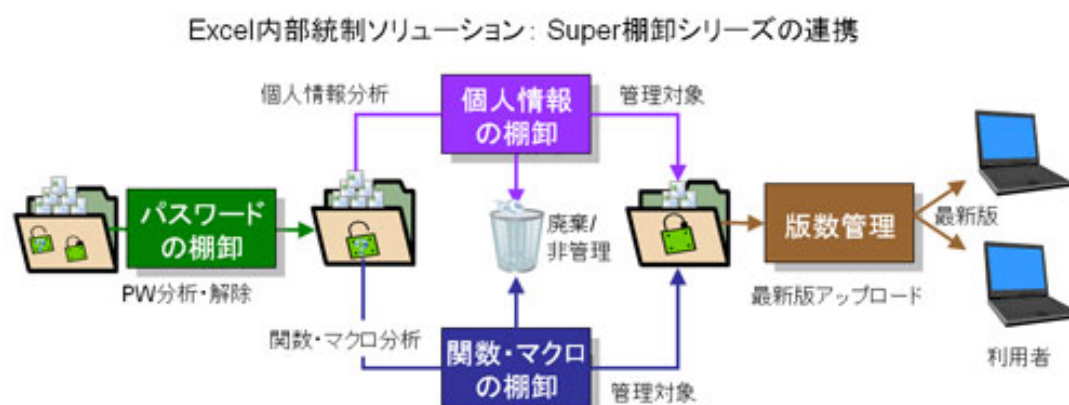 Excel内部統制ソリューション: Super棚卸シリーズの連携
個人情報分析
個人情報
の棚卸
管理対象
パスワード
の棚卸
PW分析・解除
廃棄/
非管理
版数管理
最新版
最新版アップロード
関数・マクロ分析
関数・マクロ
の棚卸
管理対象
利用者